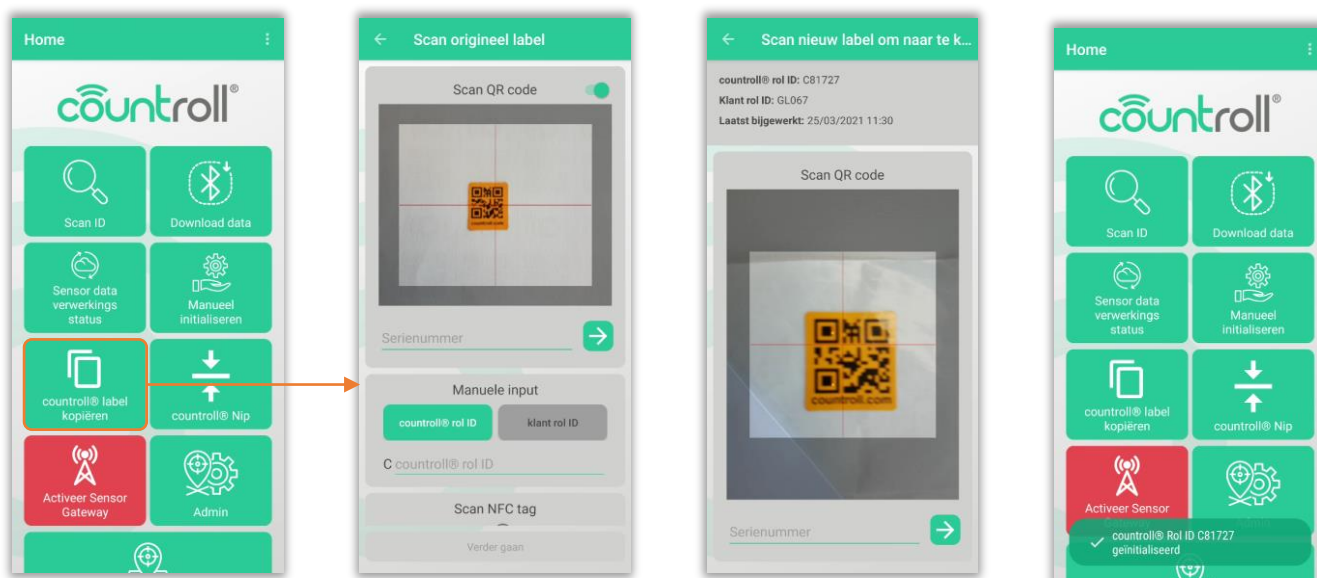 Home
countroll®
Scan ID
Download data
Sensor data
verwerkings
status
Manueel
initialiseren
countroll® label
kopiëren
countroll® Nip
Activeer Sensor
Gateway
Admin
Scan origineel label
Scan QR code
countroll.com
Serienummer
Manuele input
countroll® rol ID
klant rol ID
C countroll® rol ID
Scan NFC tag
Verder gaan
Scan nieuw label om naar te k...
countroll® rol ID: C81727
Klant rol ID: GL067
Laatst bijgewerkt: 25/03/2021 11:30
Scan QR code
countroll.com
Serienummer
Home
countroll®
Scan ID
Download data
Sensor data
verwerkings
status
Manueel
initialiseren
countroll® label
kopiëren
countroll® Nip
Activeer Sensor
Gateway
Admin
countroll® Rol ID C81727
geïnitialiseerd